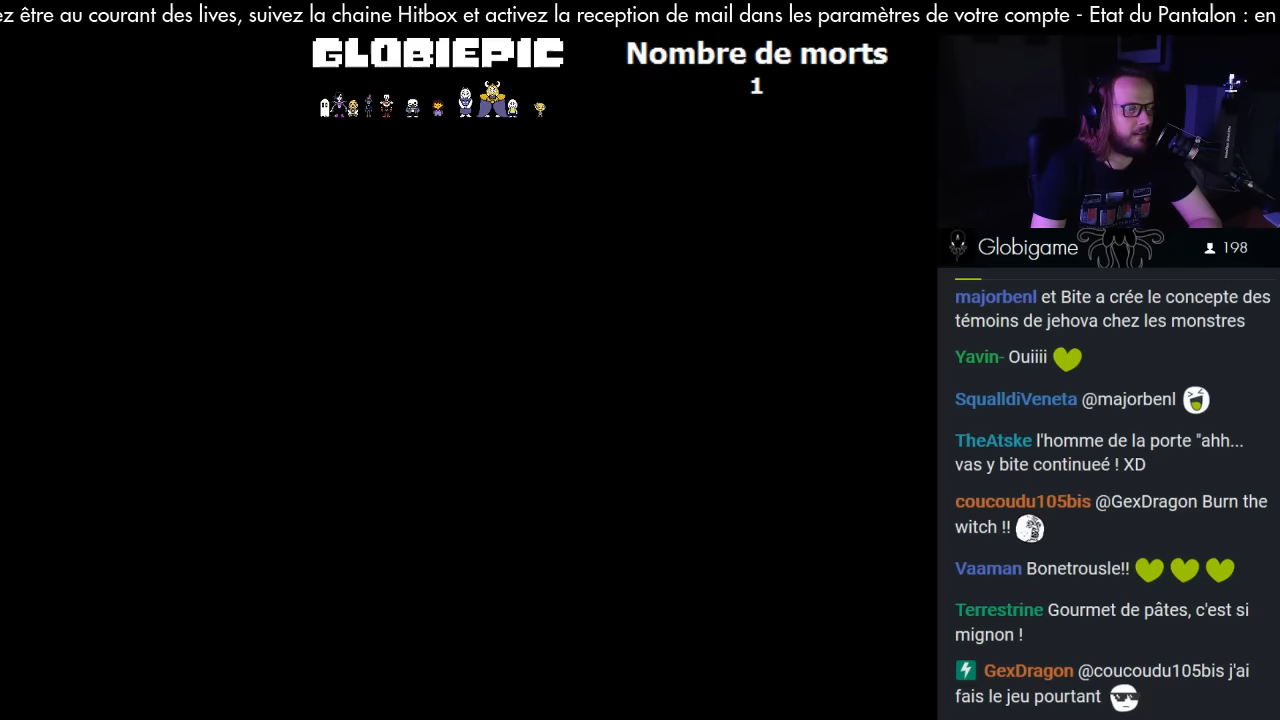 ez être au courant des lives, suivez la chaine Hitbox et activez la reception de mail dans les paramètres de votre compte - Etat du Pantalon : en
GLOBIEPIC
Nombre de morts
1
Globigame
198
majorbenl et Bite a crée le concepte des
témoins de jehova chez les monstres
Yavin- Ouiiii
SqualldiVeneta @majorbenl
TheAtske l'homme de la porte "ahh...
vas y bite continueé ! XD
coucoudu105bis @GexDragon Burn the
witch !!
Vaaman Bonetrousle!!
Terrestrine Gourmet de pâtes, c'est si
mignon !
GexDragon @coucoudu105bis j'ai
fais le jeu pourtant